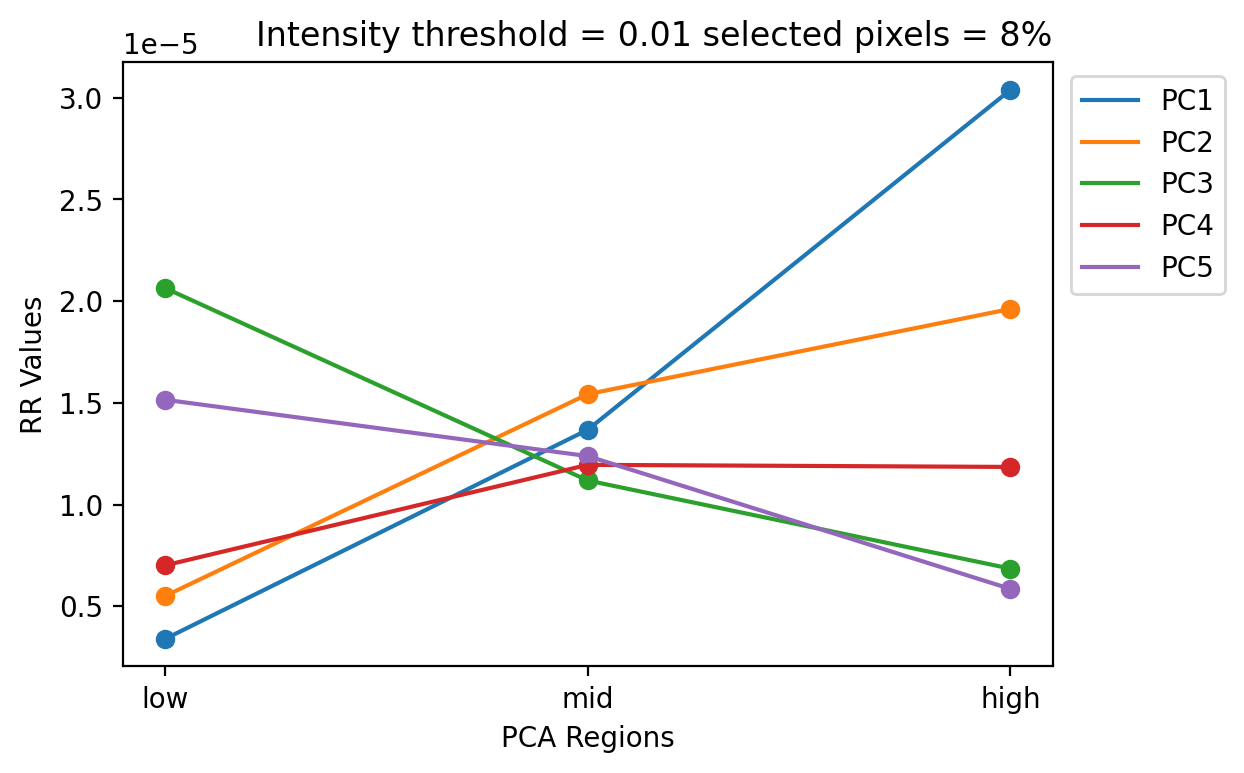 Intensity threshold = 0.01 selected pixels = 8%
1e−5
3.0
2.5
2.0
1.5
1.0
0.5
RR Values
low
mid
high
PCA Regions
PC1
PC2
PC3
PC4
PC5